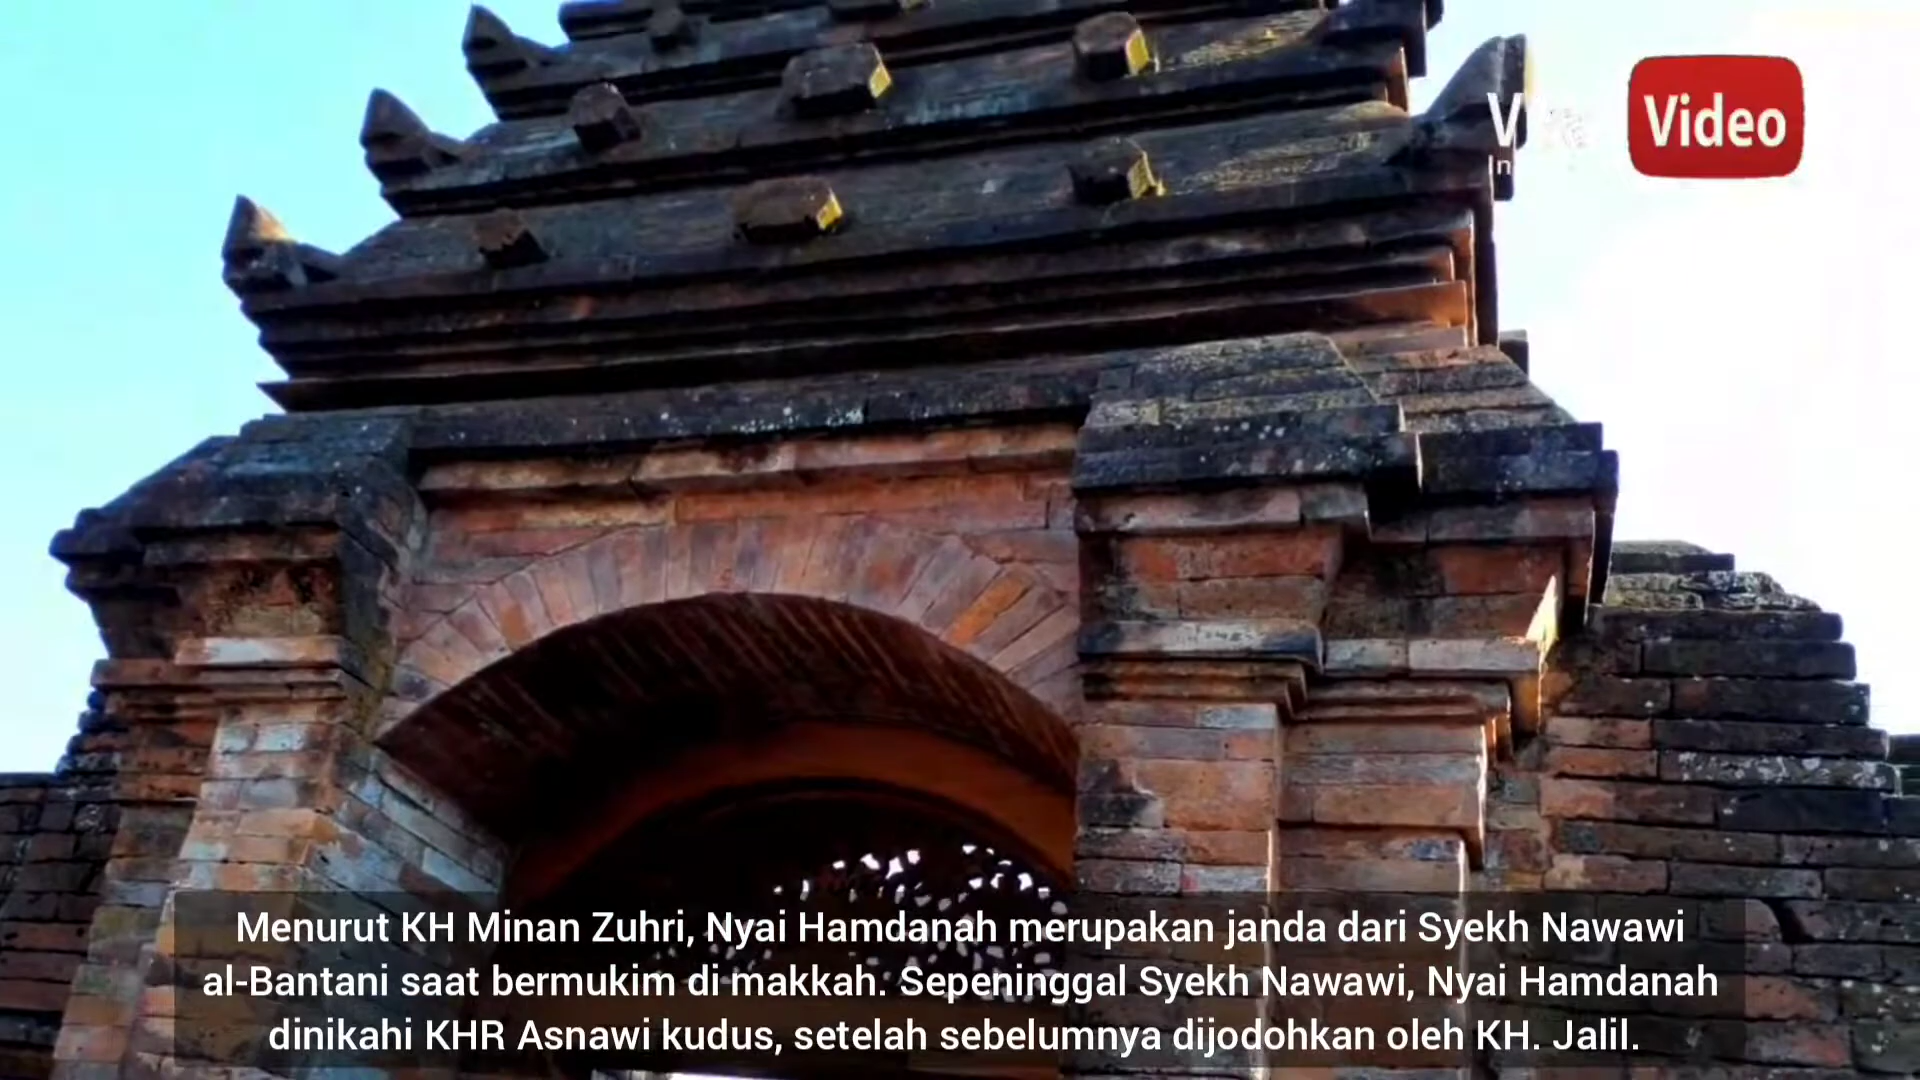 Video
Menurut KH Minan Zuhri, Nyai Hamdanah merupakan janda dari Syekh Nawawi
al-Bantani saat bermukim di makkah. Sepeninggal Syekh Nawawi, Nyai Hamdanah
dinikahi KHR Asnawi kudus, setelah sebelumnya dijodohkan oleh KH. Jalil.